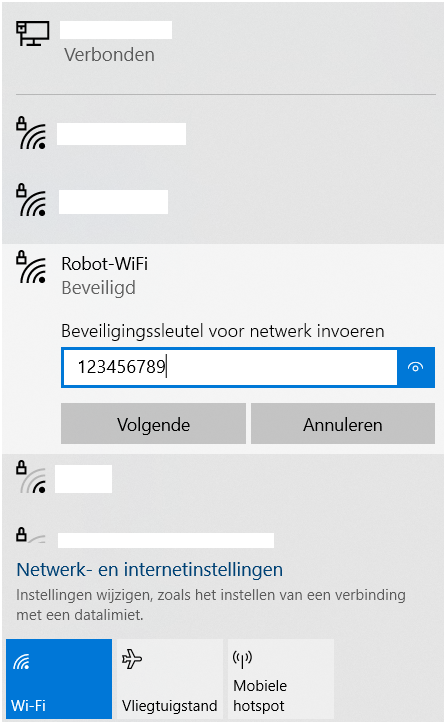 Verbonden
Robot-WiFi
Beveiligd
Beveiligingssleutel voor netwerk invoeren
123456789
Volgende
Annuleren
Netwerk- en internetinstellingen
Instellingen wijzigen, zoals het instellen van een verbinding
met een datalimiet.
Wi-Fi
Vliegtuigstand
Mobiele
hotspot